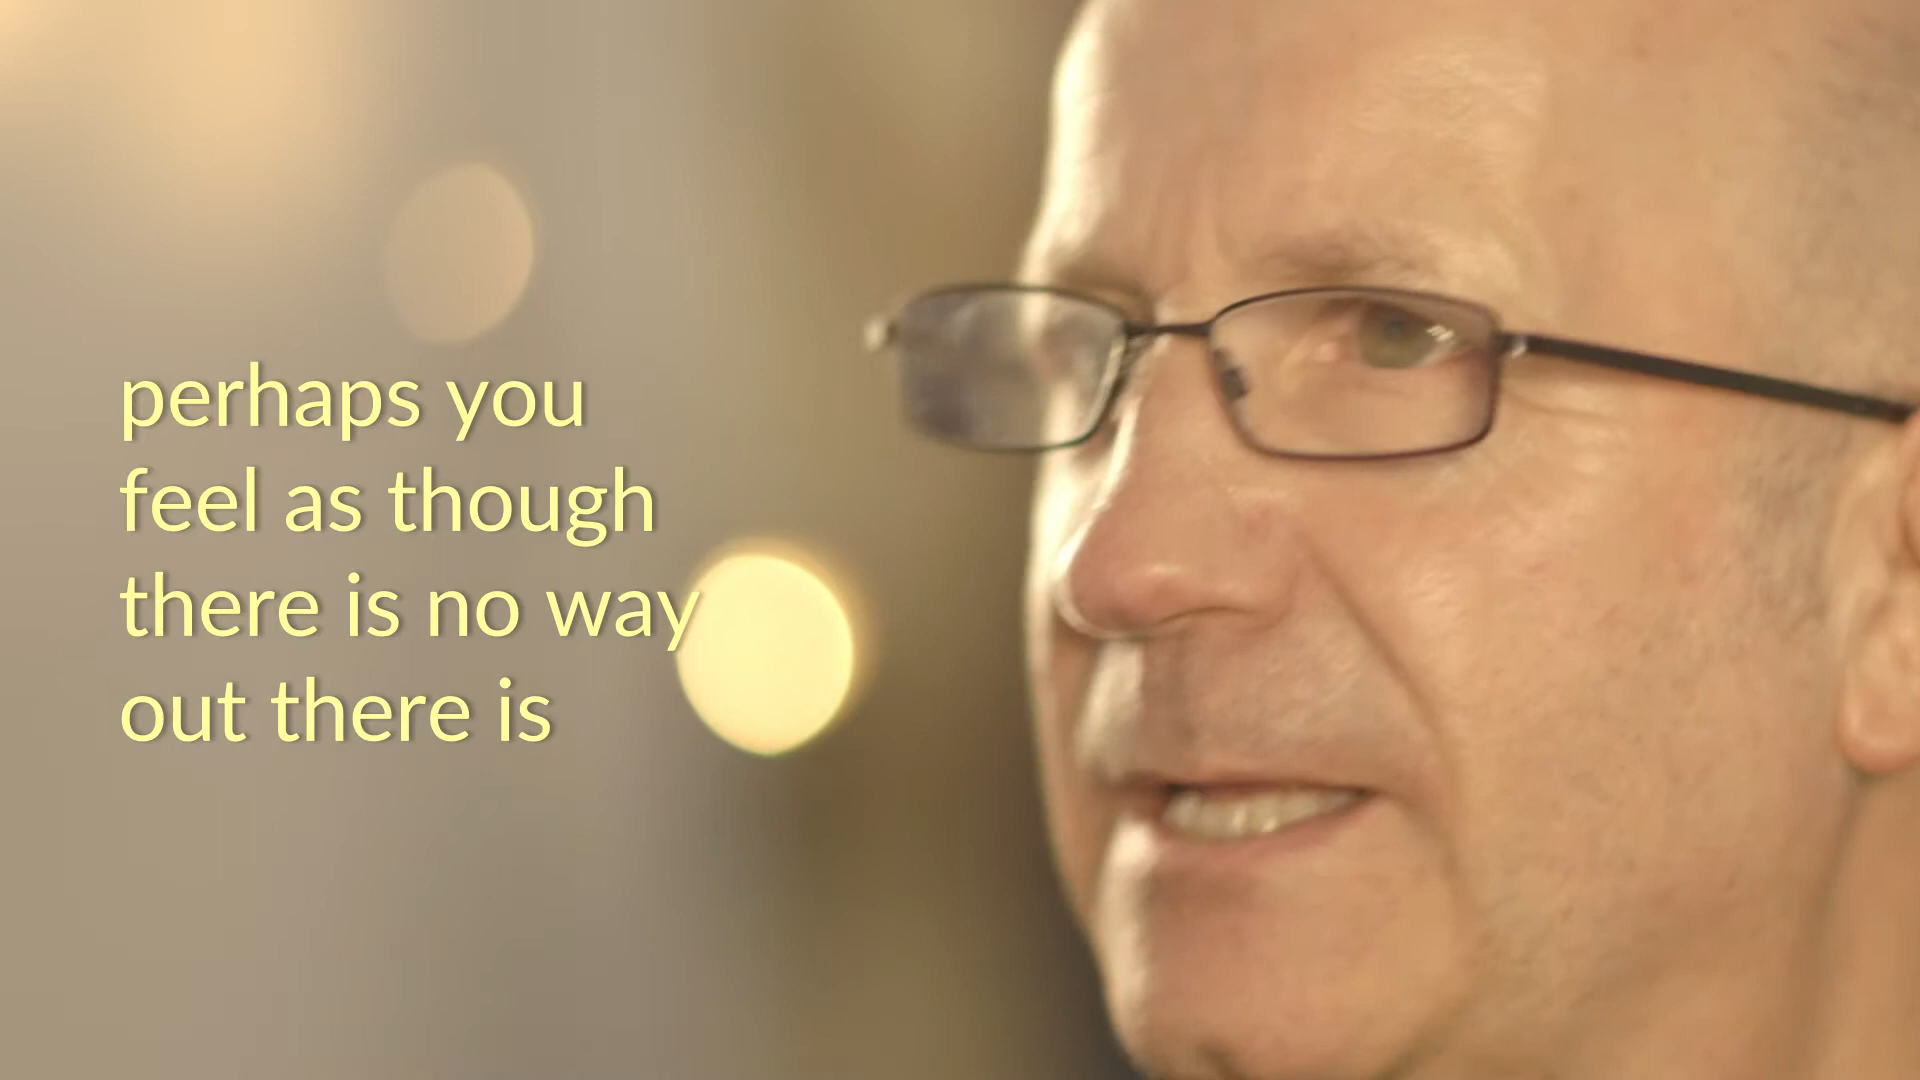 perhaps you
feel as though
there is no way
out there is